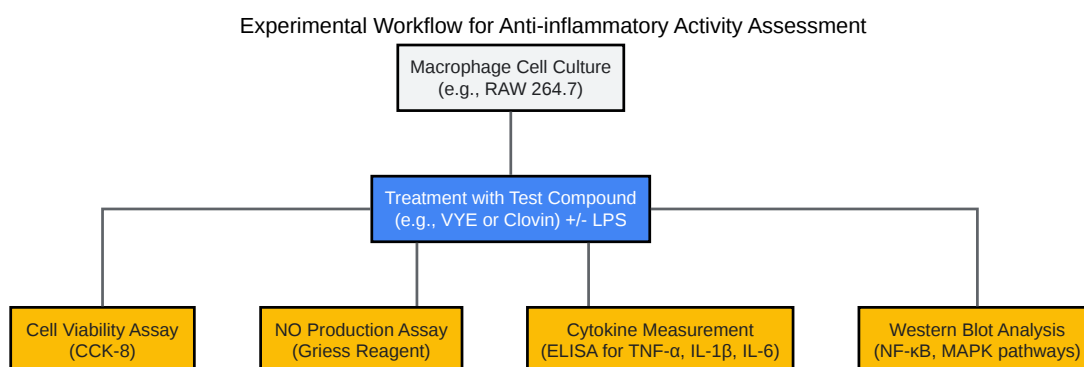 Experimental Workflow for Anti-inflammatory Activity Assessment
Macrophage Cell Culture
(e.g., RAW 264.7)
Treatment with Test Compound
(e.g., VYE or Clovin) +/- LPS
Cell Viability Assay
(CCK-8)
NO Production Assay
(Griess Reagent)
Cytokine Measurement
(ELISA for TNF-α, IL-1β, IL-6)
Western Blot Analysis
(NF-κB, MAPK pathways)